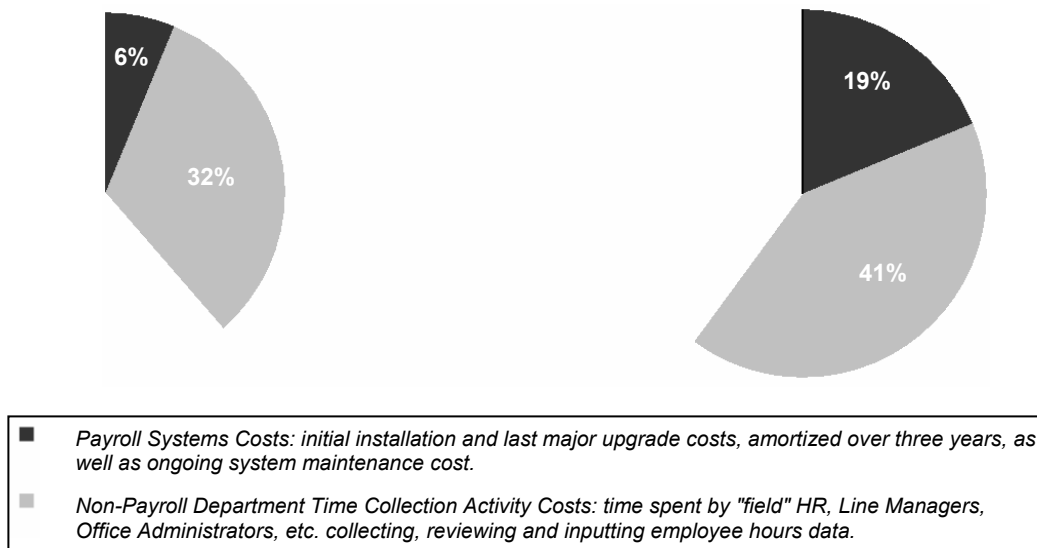 6%
19%
32%
41%
Payroll Systems Costs: initial installation and last major upgrade costs, amortized over three years, as
well as ongoing system maintenance cost.
Non-Payroll Department Time Collection Activity Costs: time spent by "field" HR, Line Managers,
Office Administrators, etc. collecting, reviewing and inputting employee hours data.